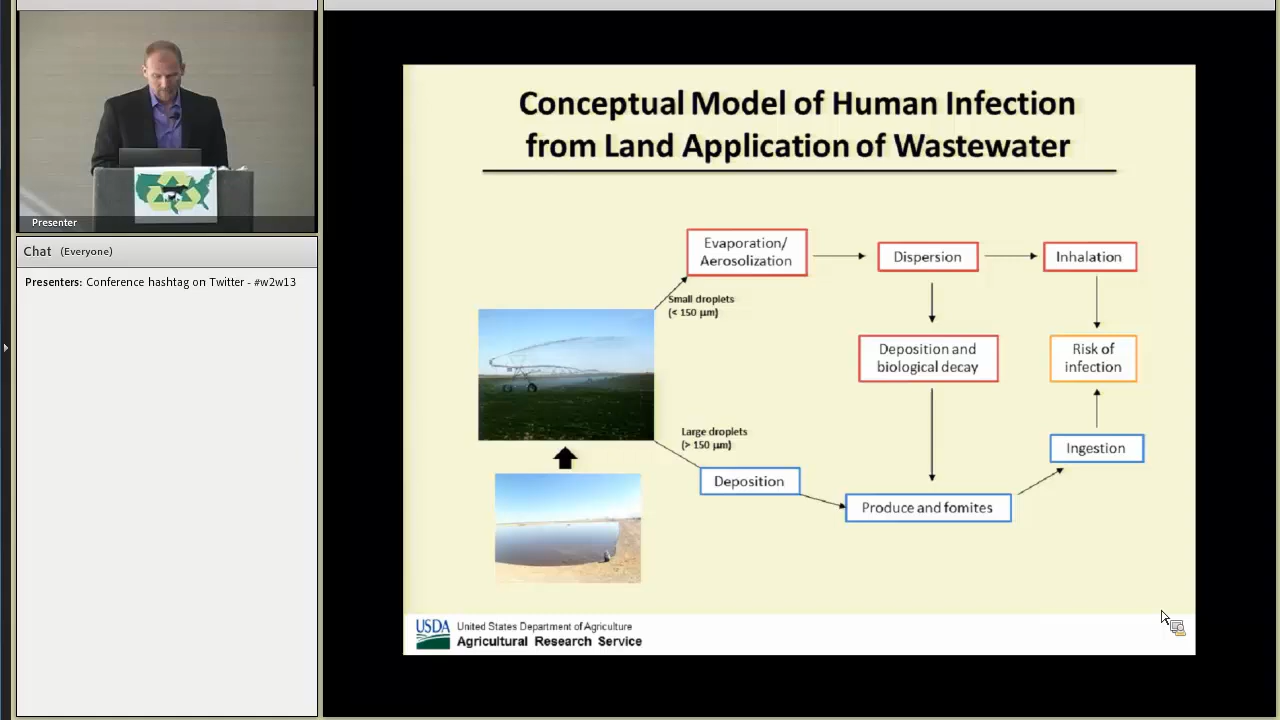 Presenter
Chat (Everyone)
Presenters: Conference hashtag on Twitter - #w2w13
Conceptual Model of Human Infection
from Land Application of Wastewater
Evaporation/
Aerosolization
Dispersion
Inhalation
Small droplets
(< 150 µm)
Deposition and
biological decay
Risk of
infection
Large droplets
(> 150 µm)
Ingestion
Deposition
Produce and fomites
USDA
United States Department of Agriculture
Agricultural Research Service